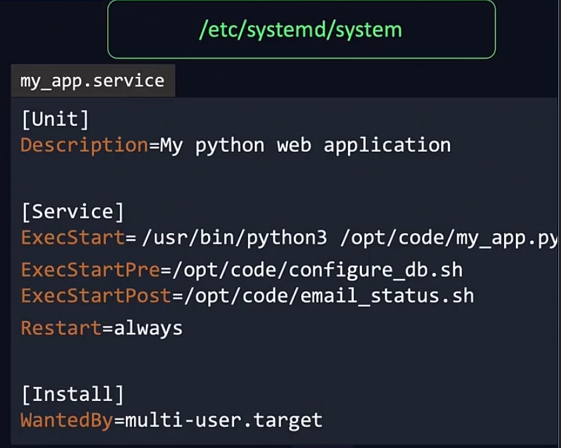 /etc/systemd/system
my_app.service
[Unit]
Description=My python web application
[Service]
ExecStart= /usr/bin/python3 /opt/code/my_app.py
ExecStartPre=/opt/code/configure_db.sh
ExecStartPost=/opt/code/email_status.sh
Restart=always
[Install]
WantedBy=multi-user.target